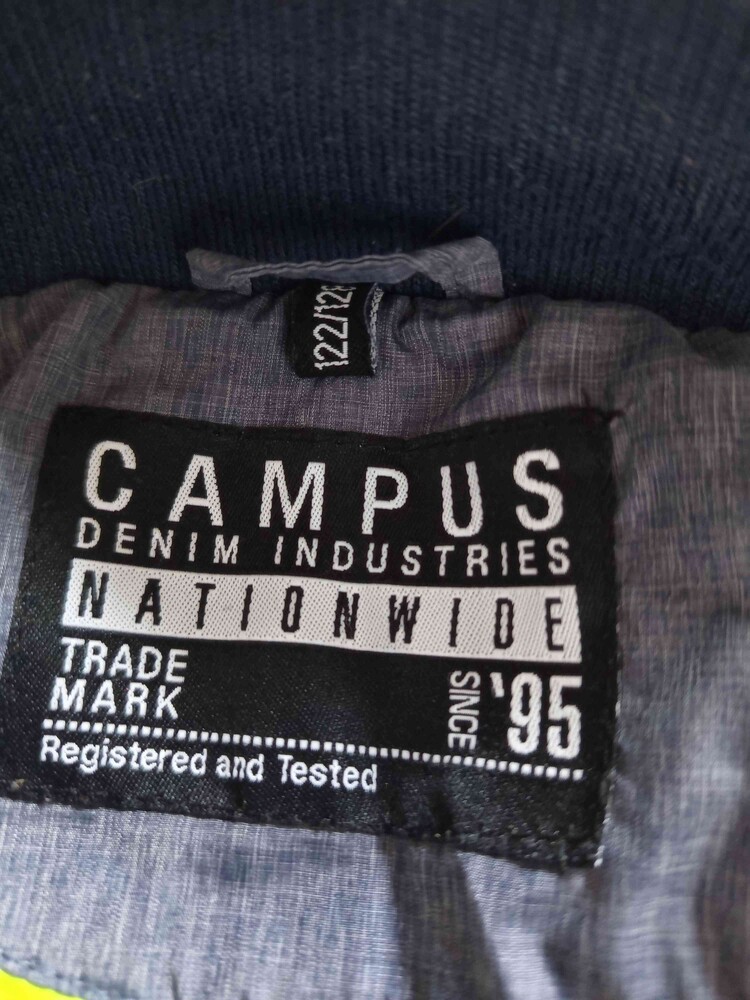 122/128
CAMPUS
DENIM INDUSTRIES
NATIONWIDE
TRADE
MARK
SINCE '95
Registered and Tested